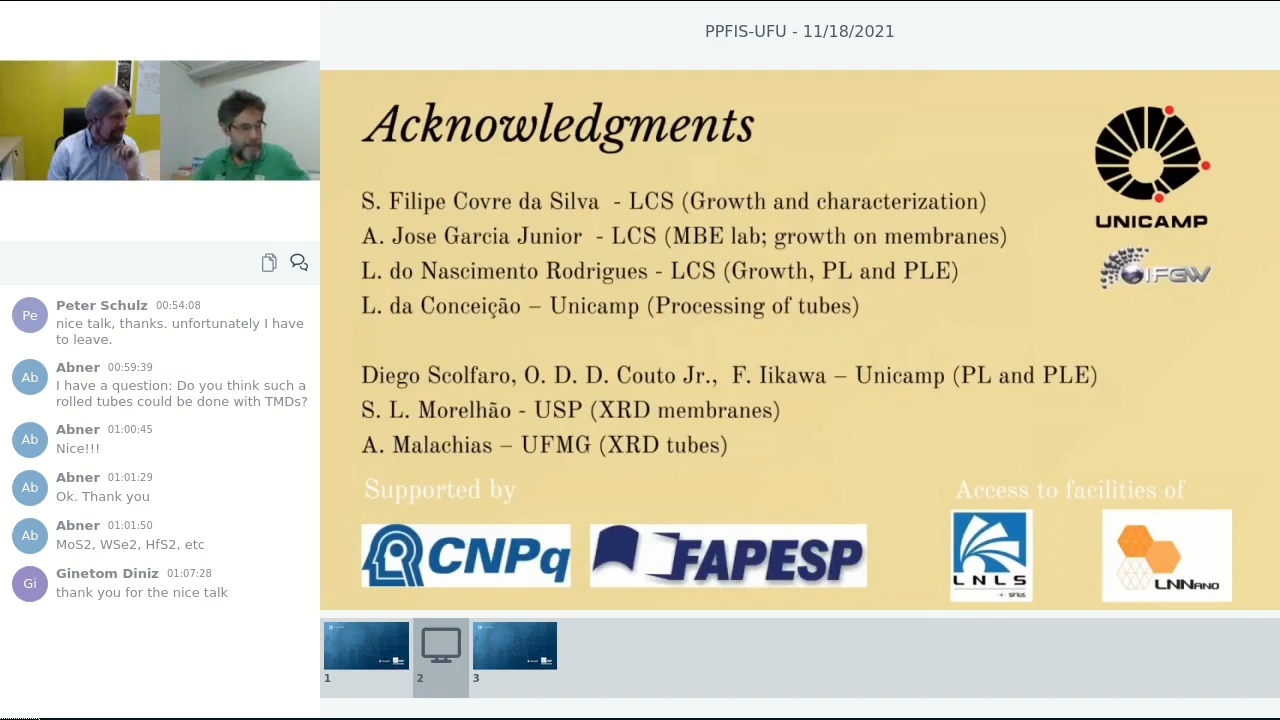 PPFIS-UFU - 11/18/2021
Pe
Peter Schulz 00:54:08
nice talk, thanks. unfortunately I have
to leave.
Ab
Abner 00:59:39
I have a question: Do you think such a
rolled tubes could be done with TMDs?
Ab
Abner 01:00:45
Nice!!!
Ab
Abner 01:01:29
Ok. Thank you
Ab
Abner 01:01:50
MoS2, WSe2, HfS2, etc
Gi
Ginetom Diniz 01:07:28
thank you for the nice talk
Acknowledgments
S. Filipe Covre da Silva - LCS (Growth and characterization)
A. Jose Garcia Junior - LCS (MBE lab; growth on membranes)
L. do Nascimento Rodrigues - LCS (Growth, PL and PLE)
L. da Conceição – Unicamp (Processing of tubes)
Diego Scolfaro, O. D. D. Couto Jr., F. Iikawa – Unicamp (PL and PLE)
S. L. Morelhão - USP (XRD membranes)
A. Malachias – UFMG (XRD tubes)
UNICAMP
IFGW
Supported by
CNPq
FAPESP
Access to facilities of
LNLS
sirius
LNNano
1
2
3